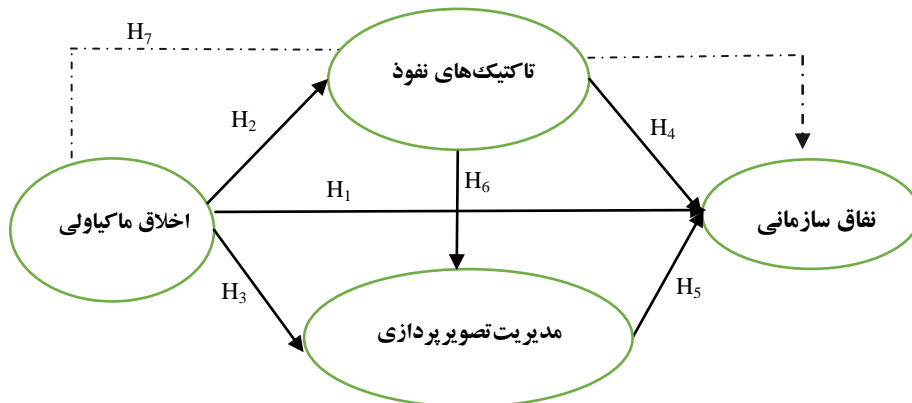 H7
تاکتیک‌های نفوذ
H2
H4
H6
H1
اخلاق ماکیاولی
نفاق سازمانی
H3
H5
مدیریت تصویرپردازی